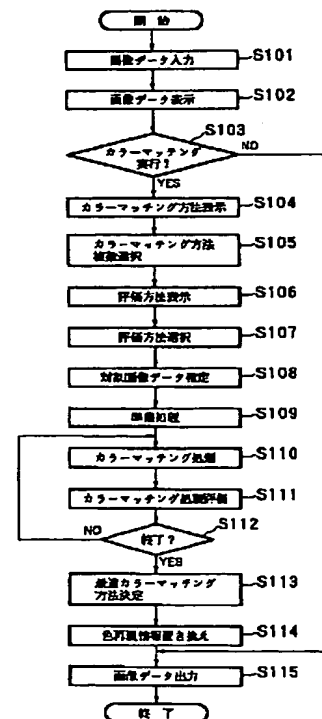 開始
画像データ入力
S101
画像データ表示
S102
S103
カラーマッチング
実行?
NO
YES
カラーマッチング方法表示
S104
カラーマッチング方法
複数選択
S105
評価方法表示
S106
評価方法選択
S107
対象画像データ確定
S108
準備処理
S109
カラーマッチング処理
S110
カラーマッチング処理評価
S111
S112
終了?
NO
YES
最適カラーマッチング
方法決定
S113
色再現情報置き換え
S114
画像データ出力
S115
終了